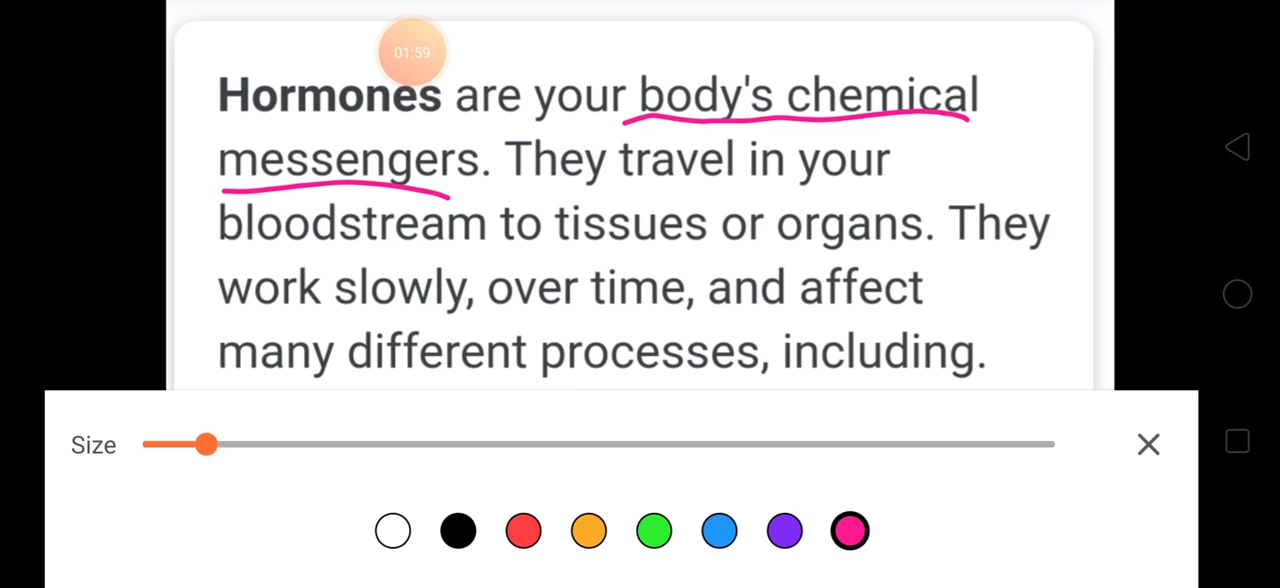 01:59
Hormones are your body's chemical
messengers. They travel in your
bloodstream to tissues or organs. They
work slowly, over time, and affect
many different processes, including.
Size